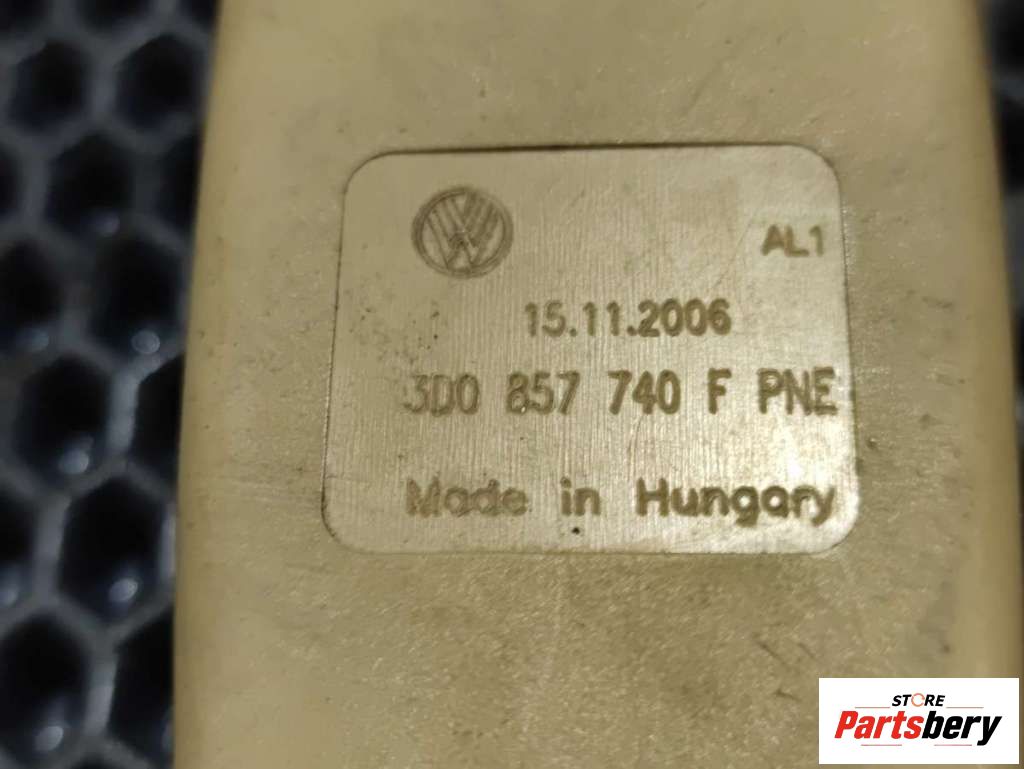 AL1
15.11.2006
3D0 857 740 F PNE
Made in Hungary
STORE
Partsbery